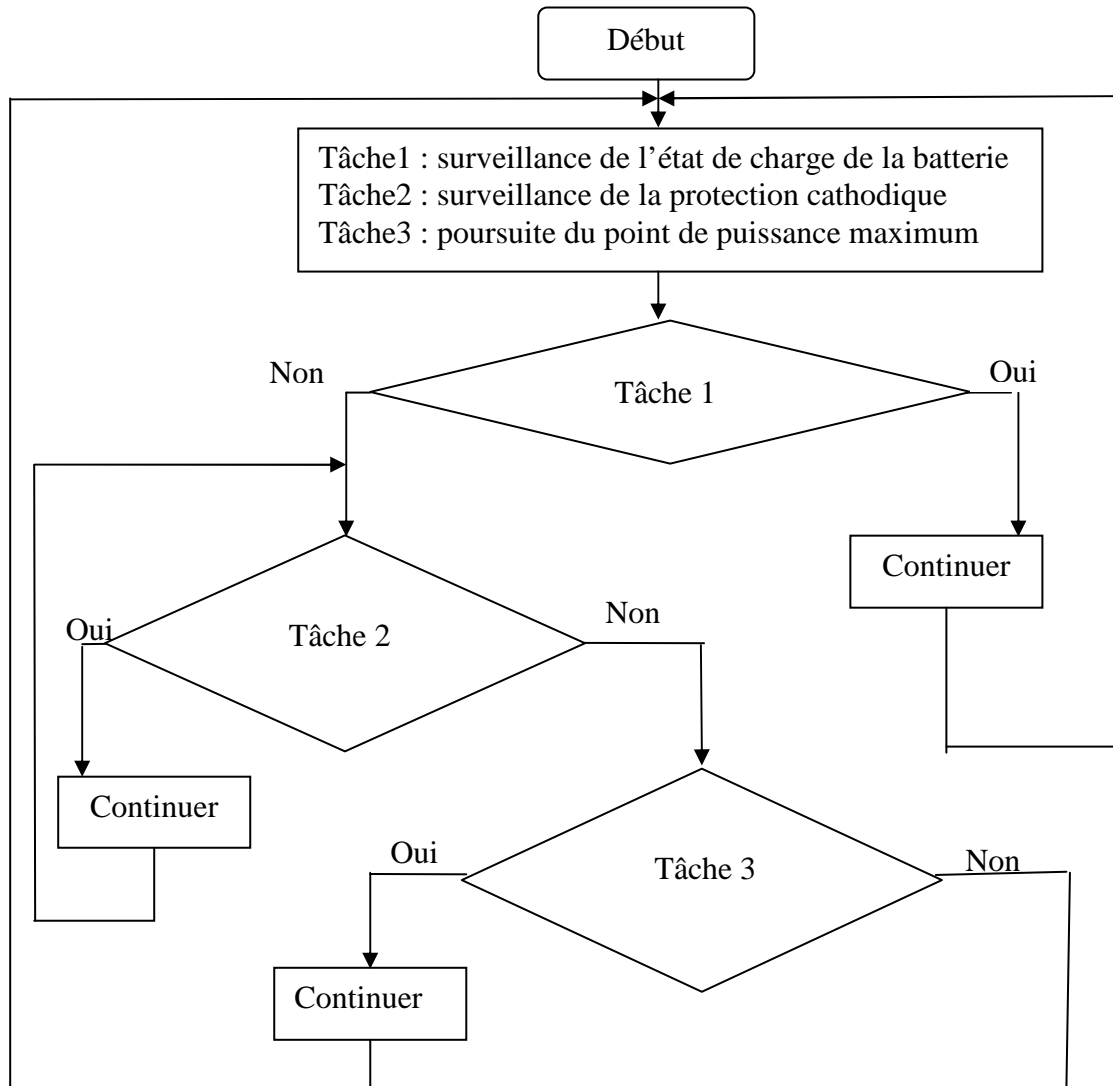 Début
Tâche1 : surveillance de l’état de charge de la batterie
Tâche2 : surveillance de la protection cathodique
Tâche3 : poursuite du point de puissance maximum
Non
Oui
Tâche 1
Continuer
Oui
Non
Tâche 2
Continuer
Oui
Non
Tâche 3
Continuer